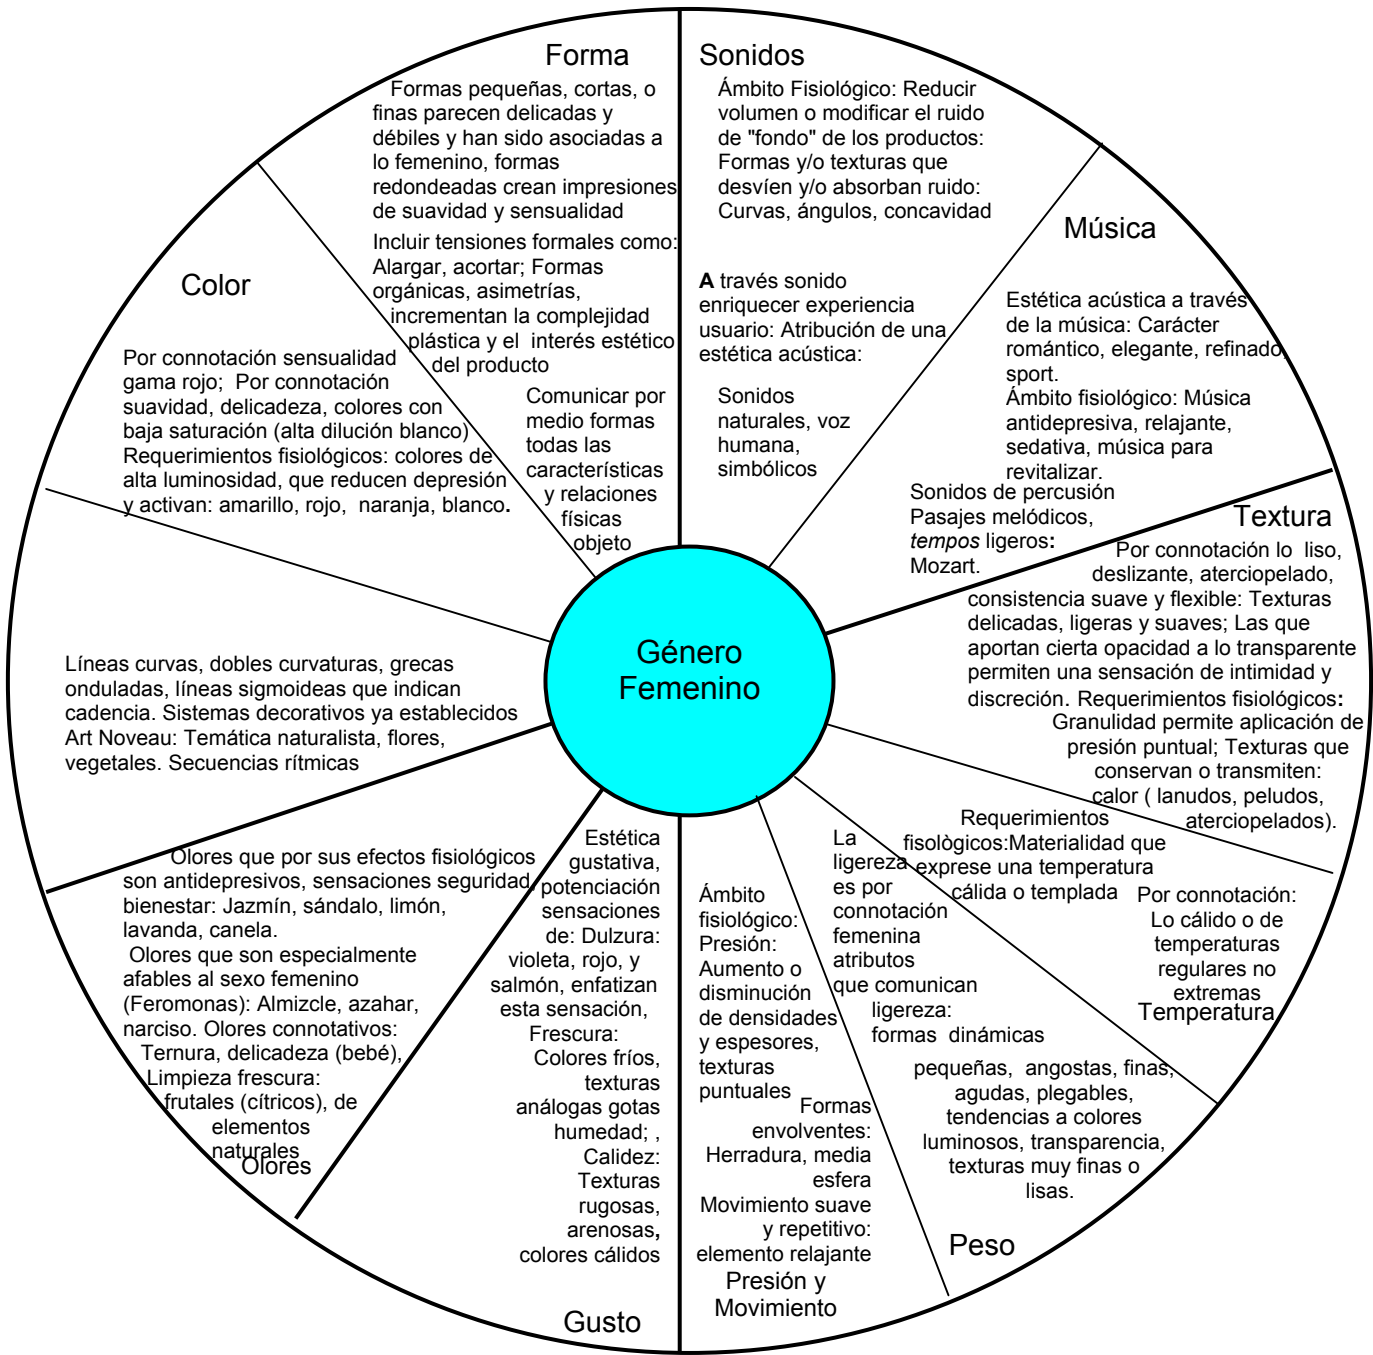 Forma
Formas pequeñas, cortas, o
finas parecen delicadas y
débiles y han sido asociadas a
lo femenino, formas
redondeadas crean impresiones
de suavidad y sensualidad
Incluir tensiones formales como:
Alargar, acortar; Formas
orgánicas, asimetrías,
incrementan la complejidad
plástica y el interés estético
del producto
Comunicar por
medio formas
todas las
características
y relaciones
físicas
objeto
Sonidos
Ámbito Fisiológico: Reducir
volumen o modificar el ruido
de "fondo" de los productos:
Formas y/o texturas que
desvíen y/o absorban ruido:
Curvas, ángulos, concavidad
A través sonido
enriquecer experiencia
usuario: Atribución de una
estética acústica:
Sonidos
naturales, voz
humana,
simbólicos
Música
Estética acústica a través
de la música: Carácter
romántico, elegante, refinado,
sport.
Ámbito fisiológico: Música
antidepresiva, relajante,
sedativa, música para
revitalizar.
Sonidos de percusión
Pasajes melódicos,
tempos ligeros:
Mozart.
Textura
Por connotación lo liso,
deslizante, aterciopelado,
consistencia suave y flexible: Texturas
delicadas, ligeras y suaves; Las que
aportan cierta opacidad a lo transparente
permiten una sensación de intimidad y
discreción. Requerimientos fisiológicos:
Granulidad permite aplicación de
presión puntual; Texturas que
conservan o transmiten:
calor ( lanudos, peludos,
aterciopelados).
Requerimientos
fisològicos:Materialidad que
exprese una temperatura
cálida o templada
Por connotación:
Lo cálido o de
temperaturas
regulares no
extremas
Temperatura
La
ligereza
es por
connotación
femenina
atributos
que comunican
ligereza:
formas dinámicas
pequeñas, angostas, finas,
agudas, plegables,
tendencias a colores
luminosos, transparencia,
texturas muy finas o
lisas.
Peso
Ámbito
fisiológico:
Presión:
Aumento o
disminución
de densidades
y espesores,
texturas
puntuales
Formas
envolventes:
Herradura, media
esfera
Movimiento suave
y repetitivo:
elemento relajante
Presión y
Movimiento
Estética
gustativa,
potenciación
sensaciones
de: Dulzura:
violeta, rojo, y
salmón, enfatizan
esta sensación,
Frescura:
Colores fríos,
texturas
análogas gotas
humedad; ,
Calidez:
Texturas
rugosas,
arenosas,
colores cálidos
Gusto
Olores que por sus efectos fisiológicos
son antidepresivos, sensaciones seguridad,
bienestar: Jazmín, sándalo, limón,
lavanda, canela.
Olores que son especialmente
afables al sexo femenino
(Feromonas): Almizcle, azahar,
narciso. Olores connotativos:
Ternura, delicadeza (bebé),
Limpieza frescura:
frutales (cítricos), de
elementos
naturales
Olores
Líneas curvas, dobles curvaturas, grecas
onduladas, líneas sigmoideas que indican
cadencia. Sistemas decorativos ya establecidos
Art Noveau: Temática naturalista, flores,
vegetales. Secuencias rítmicas
Color
Por connotación sensualidad
gama rojo; Por connotación
suavidad, delicadeza, colores con
baja saturación (alta dilución blanco)
Requerimientos fisiológicos: colores de
alta luminosidad, que reducen depresión
y activan: amarillo, rojo, naranja, blanco.
Género
Femenino